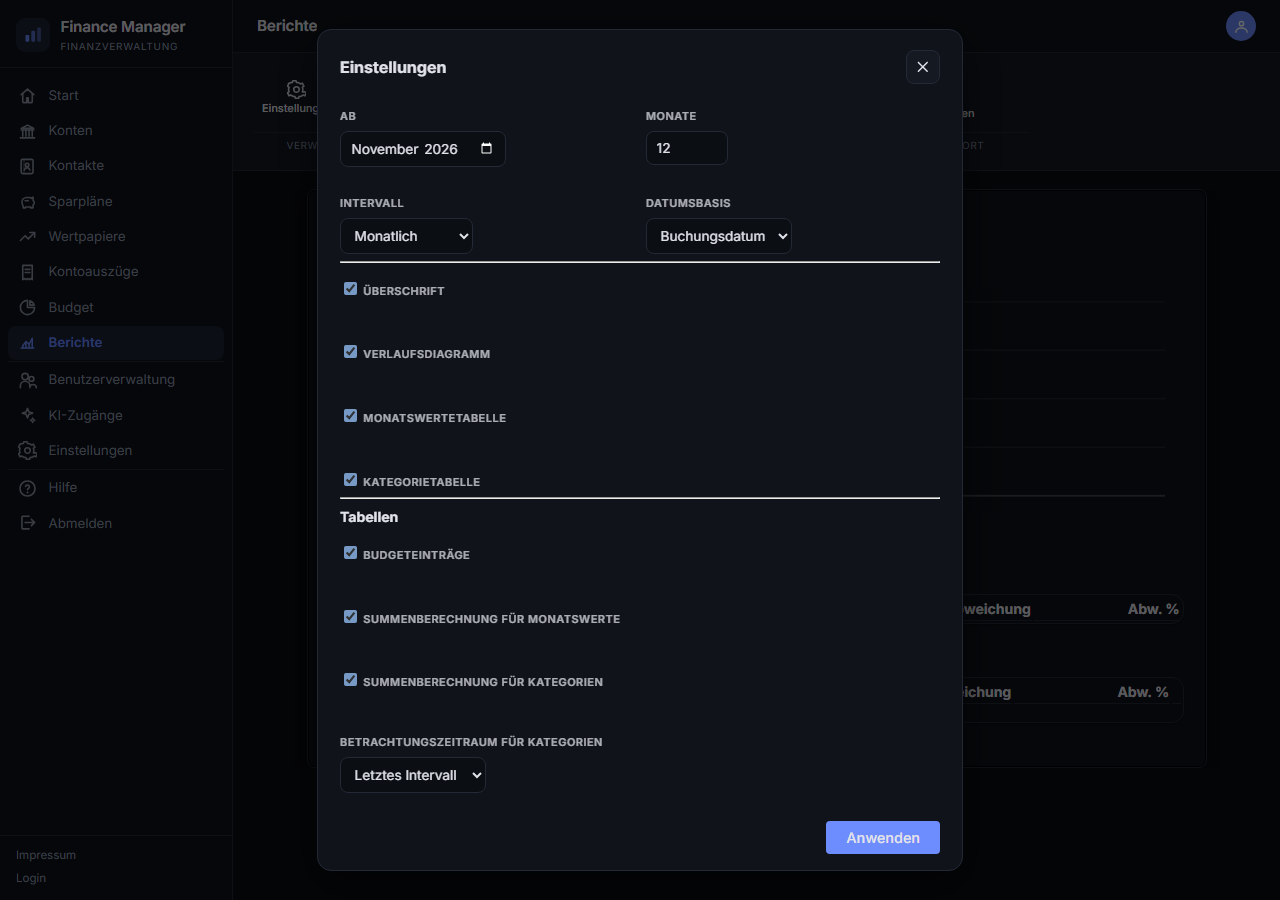 Finance Manager
FINANZVERWALTUNG
Start
Konten
Kontakte
Sparpläne
Wertpapiere
Kontoauszüge
Budget
Berichte
Benutzerverwaltung
KI-Zugänge
Einstellungen
Hilfe
Abmelden
Impressum
Login
Berichte
Einstellungen
AB
MONATE
November 2026
12
INTERVALL
DATUMSBASIS
Monatlich
Buchungsdatum
ÜBERSCHRIFT
VERLAUFSDIAGRAMM
MONATSWERTETABELLE
KATEGORIETABELLE
Tabellen
BUDGETEINTRÄGE
SUMMENBERECHNUNG FÜR MONATSWERTE
SUMMENBERECHNUNG FÜR KATEGORIEN
BETRACHTUNGSZEITRAUM FÜR KATEGORIEN
Letztes Intervall
Anwenden
Abw. %
Abw. %